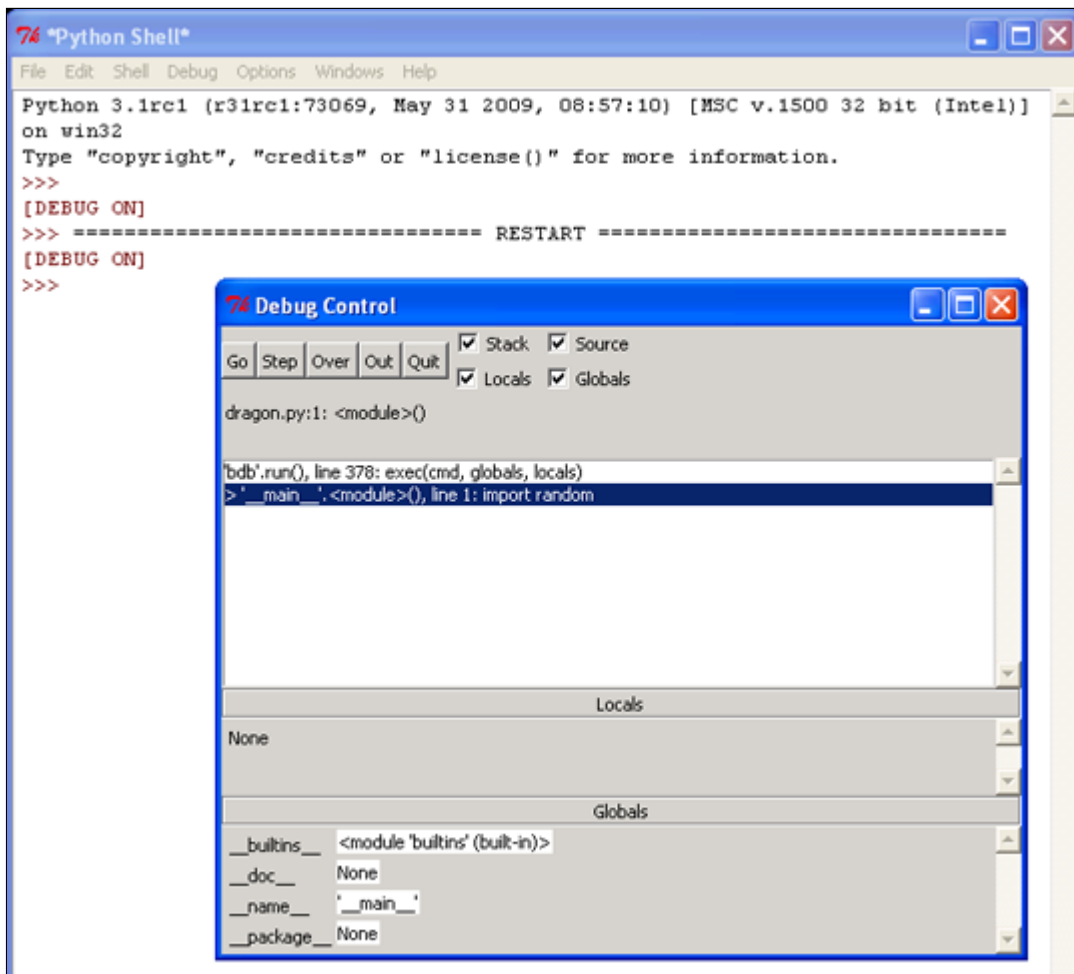 7% *Python Shell*
File Edit Shell Debug Options Windows Help
Python 3.1rc1 (r31rc1:73069, May 31 2009, 08:57:10) [MSC v.1500 32 bit (Intel)]
on win32
Type "copyright", "credits" or "license()" for more information.
>>>
[DEBUG ON]
>>> ================================ RESTART ================================
[DEBUG ON]
>>>
7% Debug Control
Go Step Over Out Quit Stack Source
Locals Globals
dragon.py:1: <module>()
'bdb'.run(), line 378: exec(cmd, globals, locals)
> '__main__'.<module>(), line 1: import random
Locals
None
Globals
__builtins__ <module 'builtins' (built-in)>
__doc__ None
__name__ '__main__'
__package__ None